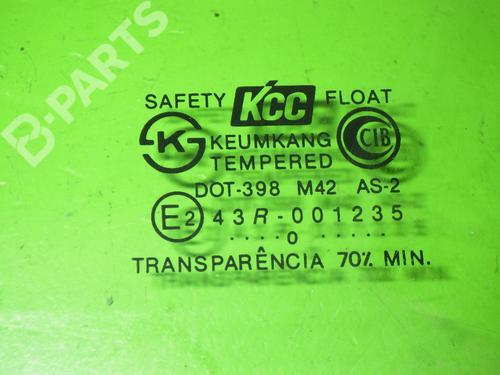 B-PARTS
SAFETY KCC FLOAT
KS KEUMKANG CIB
TEMPERED
DOT-398 M42 AS-2
E2 43R-001235
....0.....
TRANSPARÊNCIA 70% MIN.